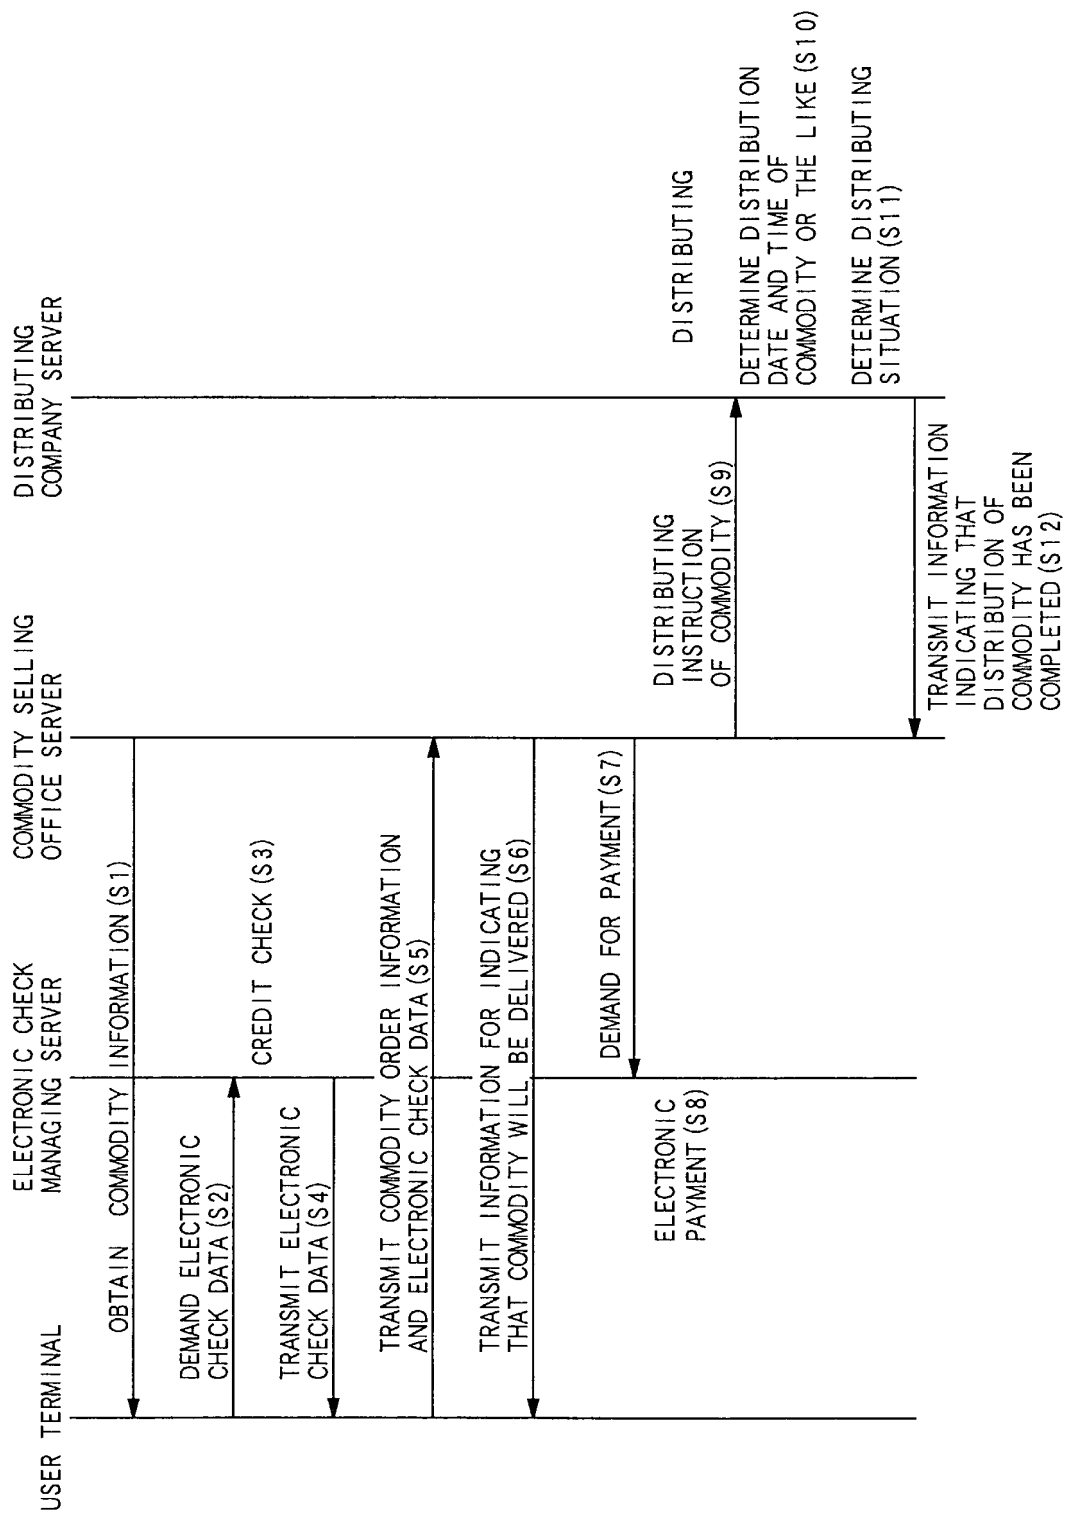 USER TERMINAL
ELECTRONIC CHECK
MANAGING SERVER
COMMODITY SELLING
OFFICE SERVER
DISTRIBUTING
COMPANY SERVER
OBTAIN COMMODITY INFORMATION(S1)
DEMAND ELECTRONIC
CHECK DATA(S2)
CREDIT CHECK(S3)
TRANSMIT ELECTRONIC
CHECK DATA(S4)
TRANSMIT COMMODITY ORDER INFORMATION
AND ELECTRONIC CHECK DATA(S5)
TRANSMIT INFORMATION FOR INDICATING
THAT COMMODITY WILL BE DELIVERED(S6)
DEMAND FOR PAYMENT(S7)
ELECTRONIC
PAYMENT(S8)
DISTRIBUTING
INSTRUCTION
OF COMMODITY(S9)
DISTRIBUTING
DETERMINE DISTRIBUTION
DATE AND TIME OF
COMMODITY OR THE LIKE(S10)
DETERMINE DISTRIBUTING
SITUATION(S11)
TRANSMIT INFORMATION
INDICATING THAT
DISTRIBUTION OF
COMMODITY HAS BEEN
COMPLETED(S12)